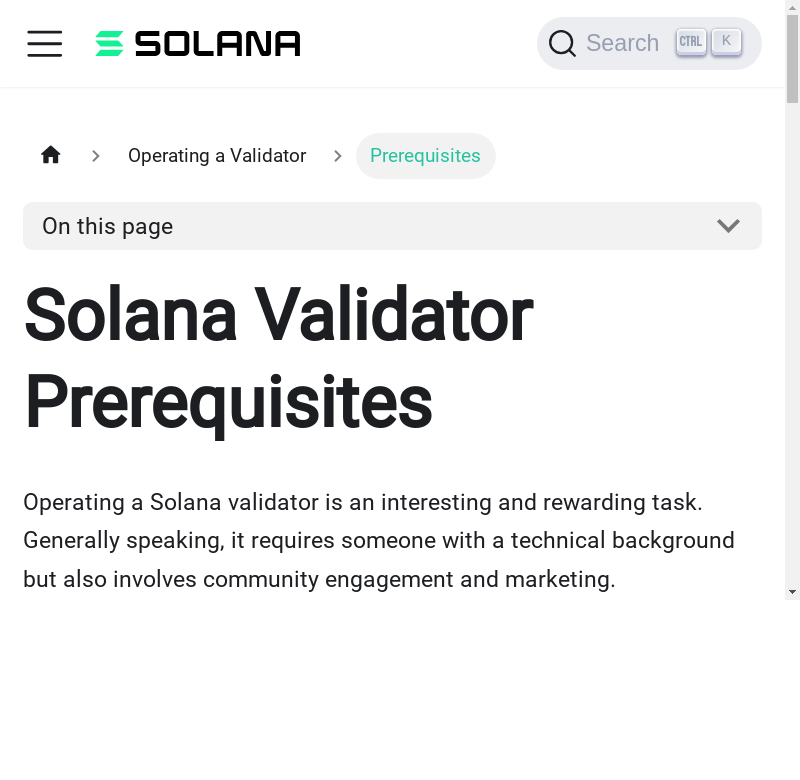 SOLANA
Search CTRL K
Operating a Validator Prerequisites
On this page
Solana Validator
Prerequisites
Operating a Solana validator is an interesting and rewarding task.
Generally speaking, it requires someone with a technical background
but also involves community engagement and marketing.